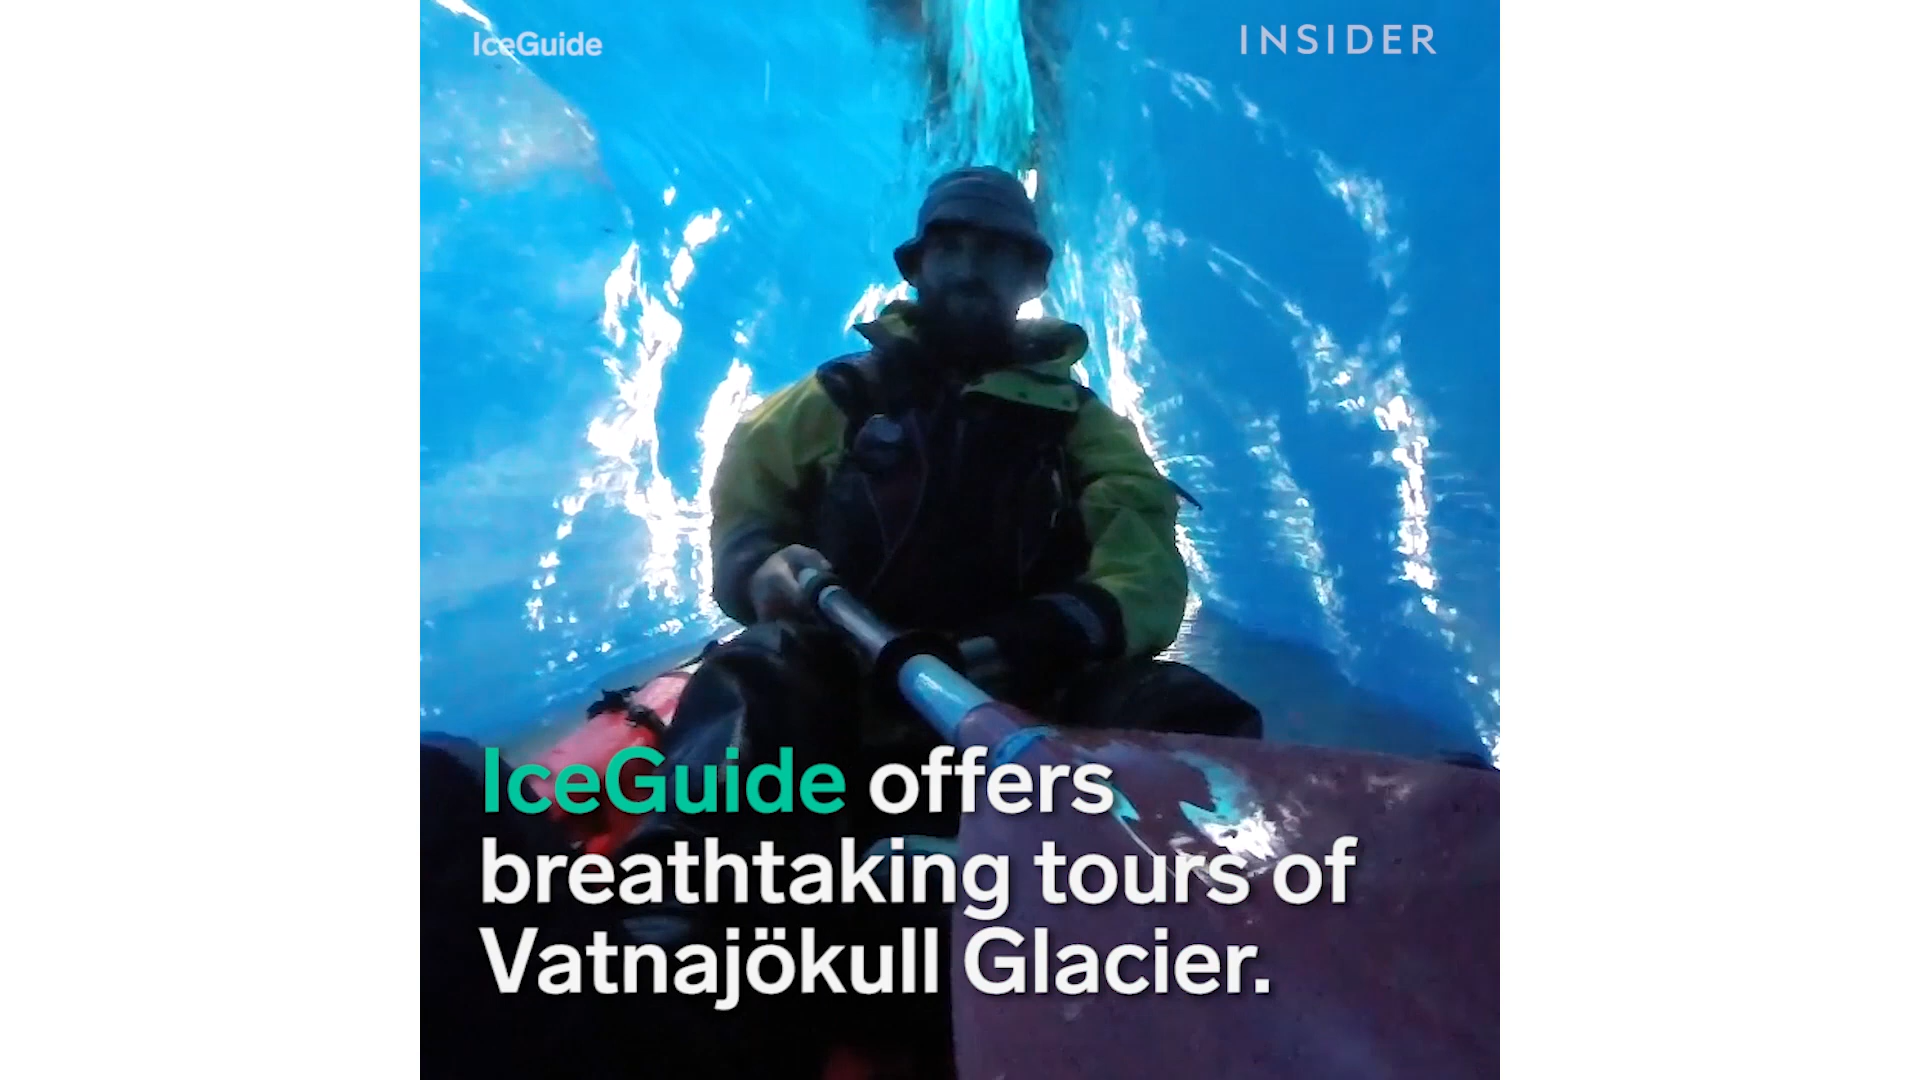 IceGuide
INSIDER
IceGuide offers
breathtaking tours of
Vatnajökull Glacier.